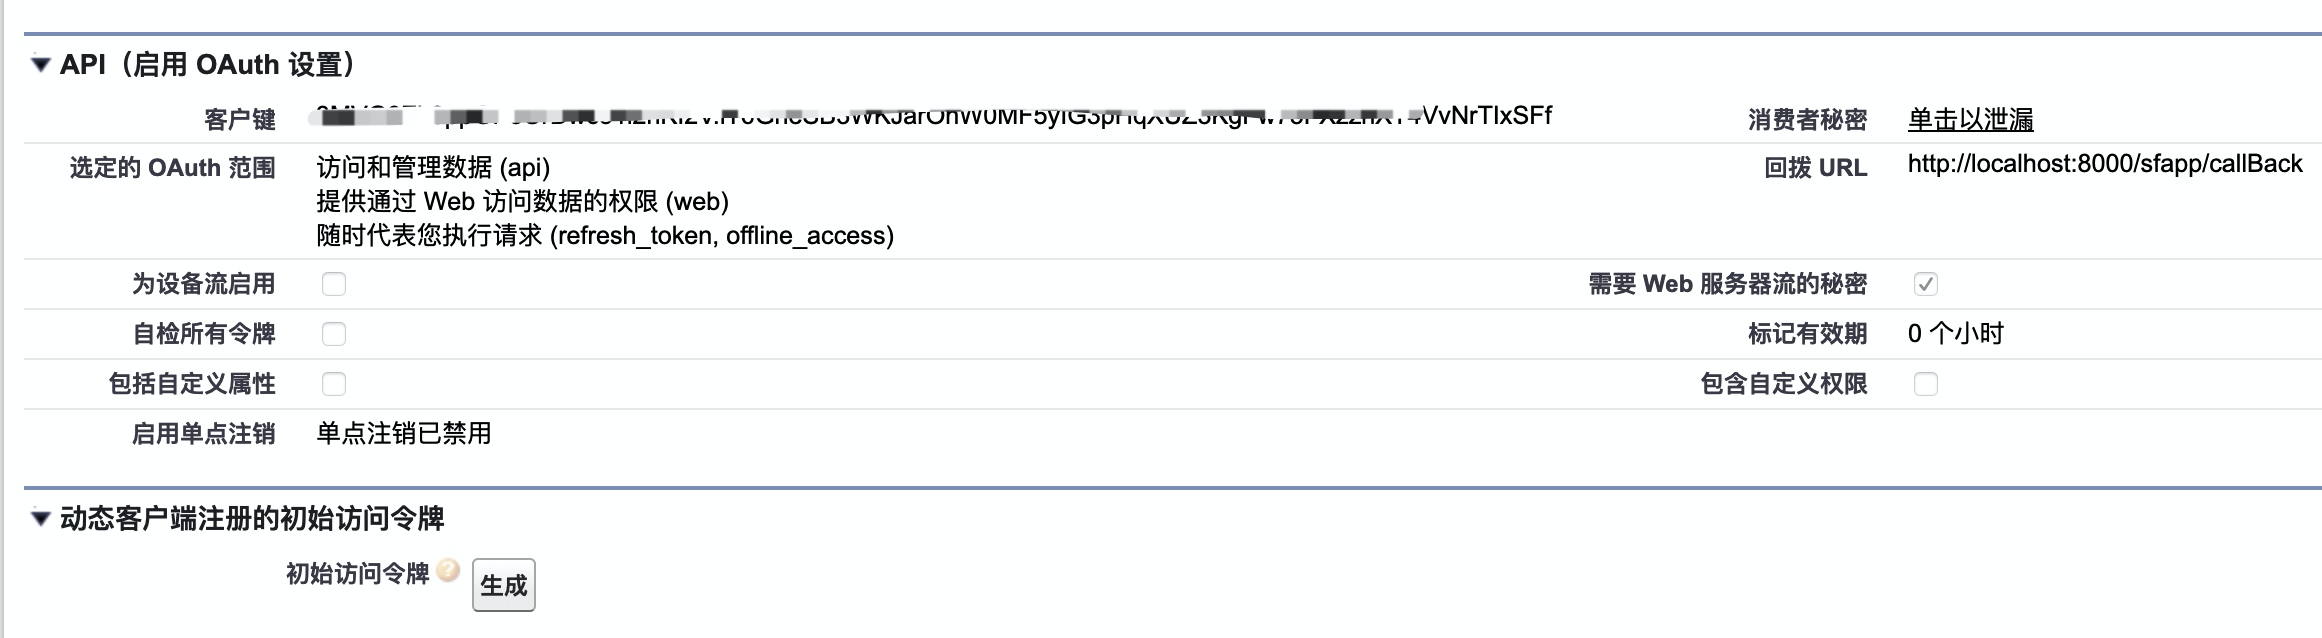 API（启用 OAuth 设置）
客户键 VvNrTlxSFf 消费者秘密 单击以泄漏
选定的 OAuth 范围 访问和管理数据 (api) 回拨 URL http://localhost:8000/sfapp/callBack
提供通过 Web 访问数据的权限 (web)
随时代表您执行请求 (refresh_token, offline_access)
为设备流启用 需要 Web 服务器流的秘密
自检所有令牌 标记有效期 0 个小时
包括自定义属性 包含自定义权限
启用单点注销 单点注销已禁用
动态客户端注册的初始访问令牌
初始访问令牌 ? 生成